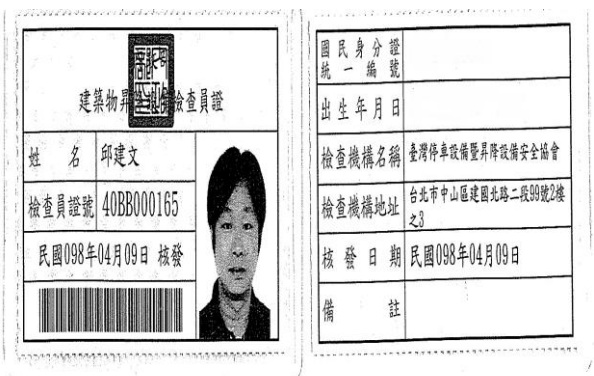 建築物昇降設備檢查員證
姓名 邱建文
檢查員證號 40BB000165
民國098年04月09日 核發
國民身分證
統一編號
出生年月日
檢查機構名稱 臺灣停車設備暨昇降設備安全協會
檢查機構地址 台北市中山區建國北路二段99號2樓
之3
核發日期 民國098年04月09日
備註